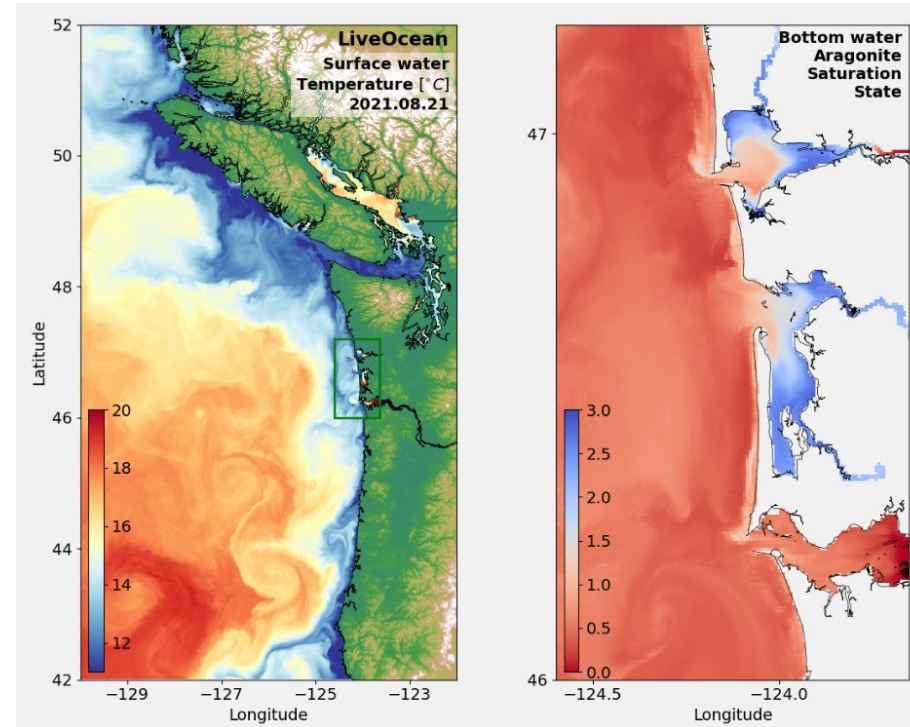 LiveOcean
Surface water
Temperature [°C]
2021.08.21
52
50
48
46
44
42
Latitude
20
18
16
14
12
−129
−127
−125
−123
Longitude
Bottom water
Aragonite
Saturation
State
47
46
3.0
2.5
2.0
1.5
1.0
0.5
0.0
−124.5
−124.0
Longitude